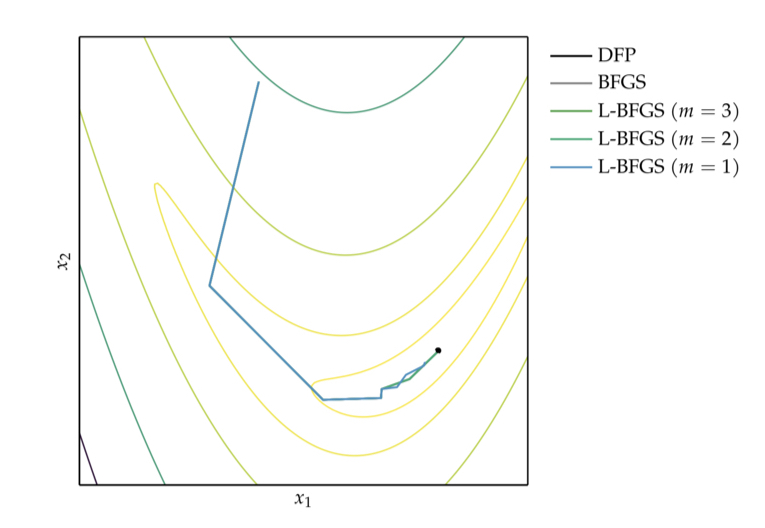 DFP
BFGS
L-BFGS (m = 3)
L-BFGS (m = 2)
L-BFGS (m = 1)
x₂
x₁